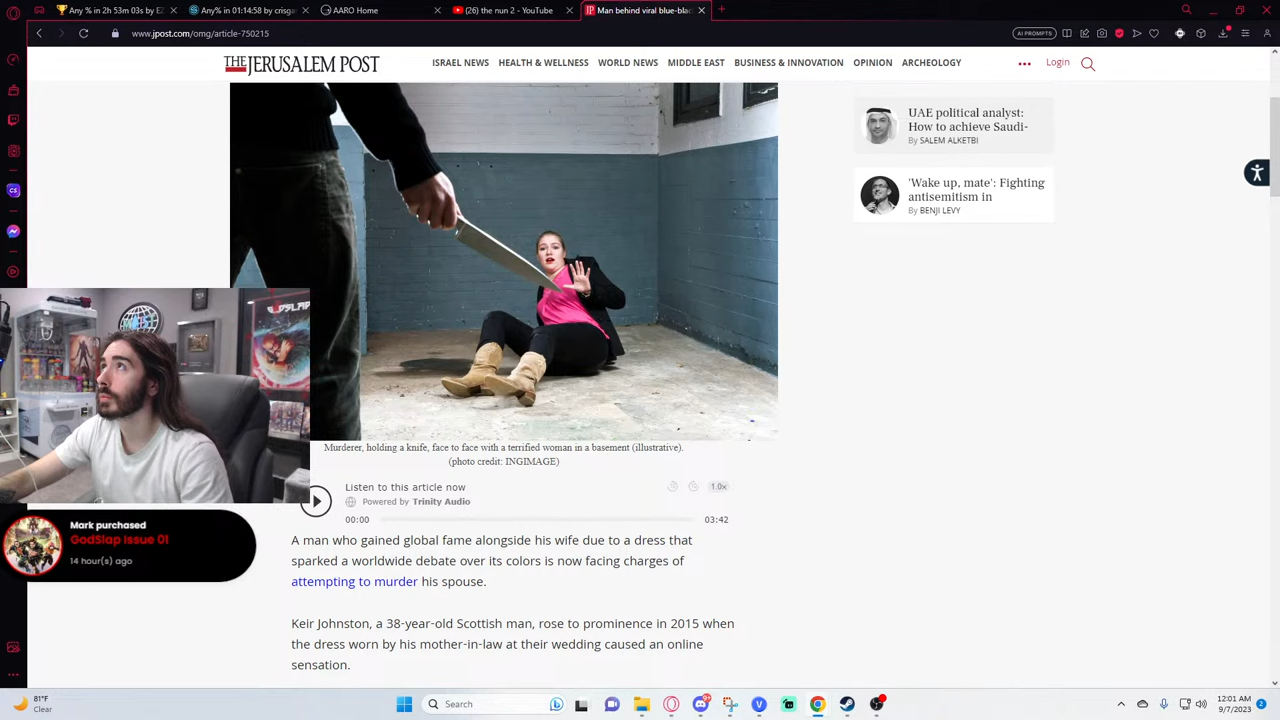 Any% in 2h 53m 03s by E
Any% in 01:14:58 by criego
AARO Home
(26) the nun 2 - YouTube
JP
Man behind viral blue-blac
www.jpost.com/omg/article-750215
AI PROMPTS
THE JERUSALEM POST
ISRAEL NEWS
HEALTH & WELLNESS
WORLD NEWS
MIDDLE EAST
BUSINESS & INNOVATION
OPINION
ARCHEOLOGY
Login
UAE political analyst:
How to achieve Saudi-
By SALEM ALKETBI
'Wake up, mate': Fighting
antisemitism in
By BENJI LEVY
Murderer, holding a knife, face to face with a terrified woman in a basement (illustrative).
(photo credit: INGIMAGE)
Listen to this article now
1.0x
Powered by Trinity Audio
00:00
03:42
A man who gained global fame alongside his wife due to a dress that
sparked a worldwide debate over its colors is now facing charges of
attempting to murder his spouse.
Keir Johnston, a 38-year-old Scottish man, rose to prominence in 2015 when
the dress worn by his mother-in-law at their wedding caused an online
sensation.
GODSLAP
Mark purchased
GodSlap Issue 01
14 hour(s) ago
81°F
Clear
Search
12:01 AM
9/7/2023